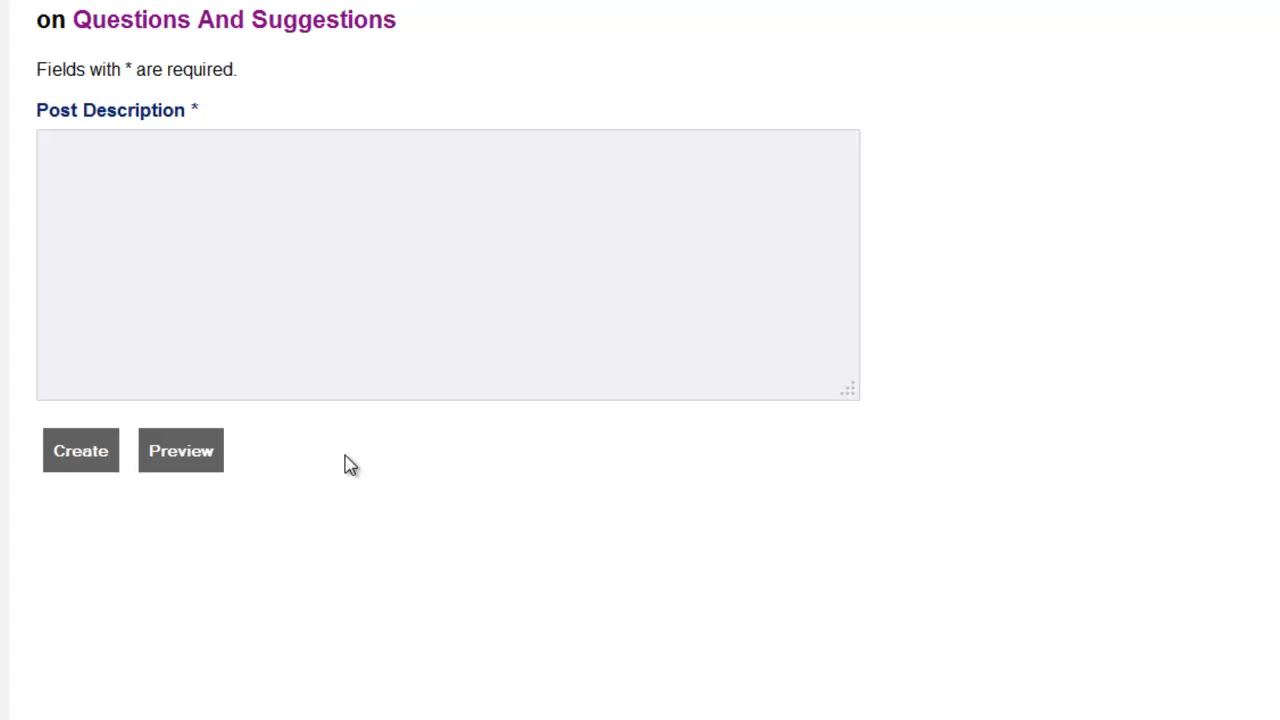 on Questions And Suggestions
Fields with * are required.
Post Description *
Create Preview